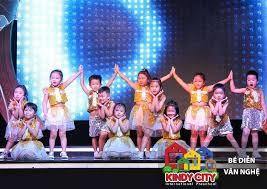 BÉ DIỄN
VĂN NGHỆ
KINDY CITY
International Preschool